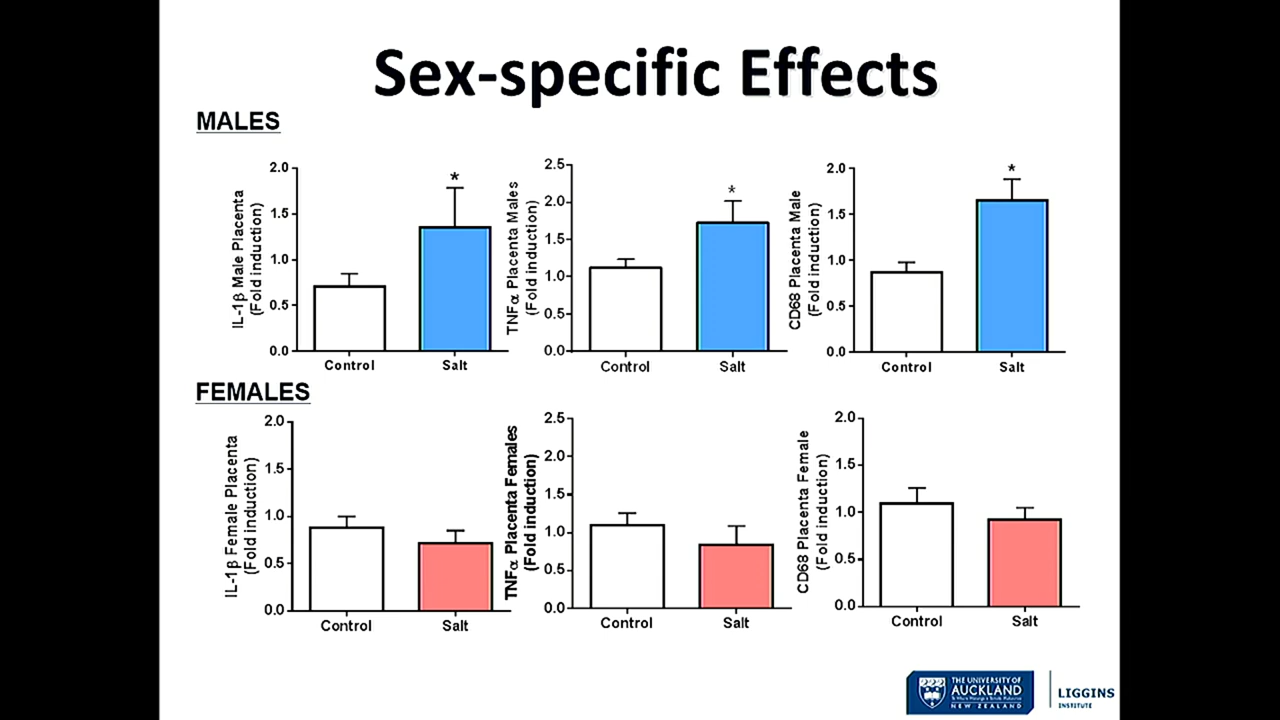 Sex-specific Effects
MALES
IL-1β Male Placenta
(Fold induction)
2.0
1.5
1.0
0.5
0.0
Control
Salt
*
TNFα Placenta Males
(Fold induction)
2.5
2.0
1.5
1.0
0.5
0.0
Control
Salt
*
CD68 Placenta Male
(Fold induction)
2.0
1.5
1.0
0.5
0.0
Control
Salt
*
FEMALES
IL-1β Female Placenta
(Fold induction)
2.0
1.5
1.0
0.5
0.0
Control
Salt
TNFα Placenta Females
(Fold induction)
2.5
2.0
1.5
1.0
0.5
0.0
Control
Salt
CD68 Placenta Female
(Fold induction)
2.0
1.5
1.0
0.5
0.0
Control
Salt
THE UNIVERSITY OF
AUCKLAND
NEW ZEALAND
LIGGINS
INSTITUTE